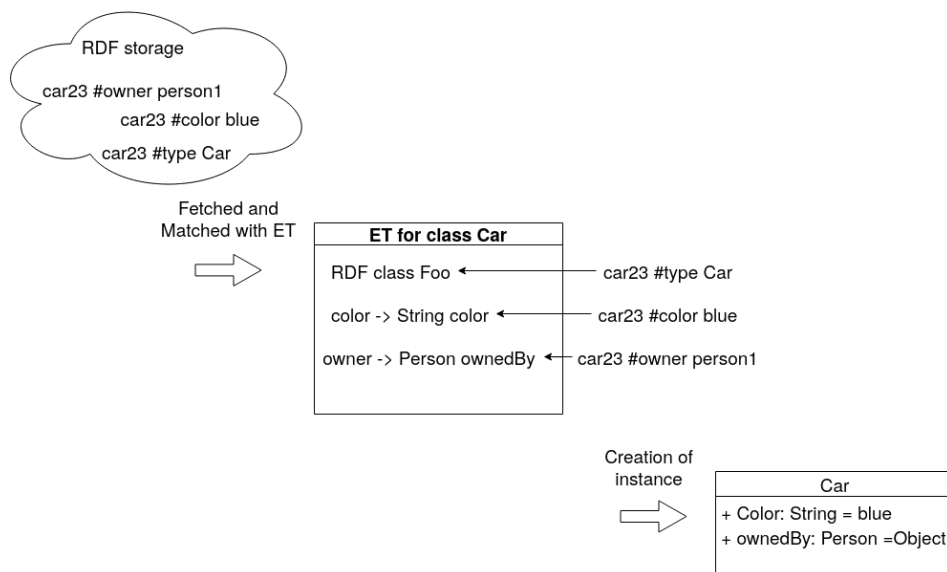 RDF storage
car23 #owner person1
car23 #color blue
car23 #type Car
Fetched and
Matched with ET
ET for class Car
RDF class Foo
car23 #type Car
color -> String color
car23 #color blue
owner -> Person ownedBy
car23 #owner person1
Creation of
instance
Car
+ Color: String = blue
+ ownedBy: Person =Object